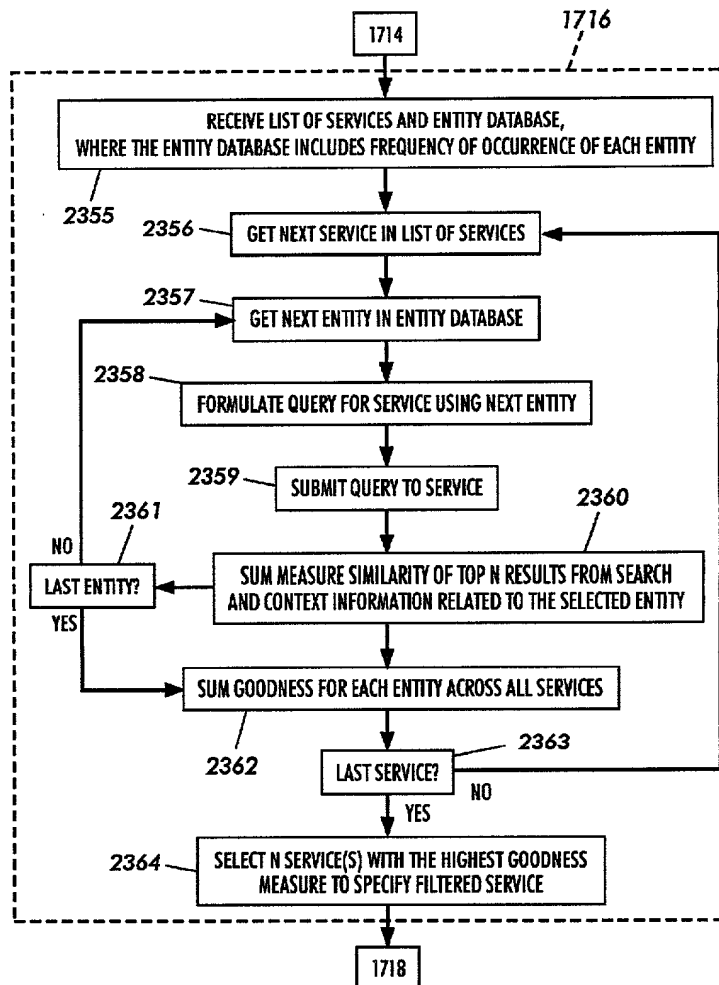 1714
1716
RECEIVE LIST OF SERVICES AND ENTITY DATABASE,
WHERE THE ENTITY DATABASE INCLUDES FREQUENCY OF OCCURRENCE OF EACH ENTITY
2355
2356
GET NEXT SERVICE IN LIST OF SERVICES
2357
GET NEXT ENTITY IN ENTITY DATABASE
2358
FORMULATE QUERY FOR SERVICE USING NEXT ENTITY
2359
SUBMIT QUERY TO SERVICE
2361
2360
NO
LAST ENTITY?
YES
SUM MEASURE SIMILARITY OF TOP N RESULTS FROM SEARCH
AND CONTEXT INFORMATION RELATED TO THE SELECTED ENTITY
SUM GOODNESS FOR EACH ENTITY ACROSS ALL SERVICES
2362
2363
LAST SERVICE?
NO
YES
2364
SELECT N SERVICE(S) WITH THE HIGHEST GOODNESS
MEASURE TO SPECIFY FILTERED SERVICE
1718